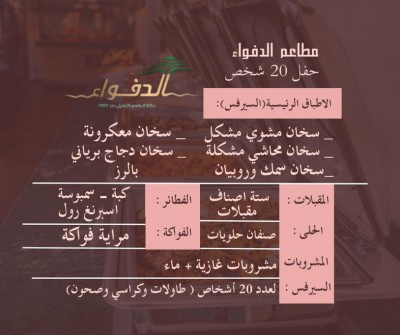 مطاعم الدفواء
حفل 20 شخص
الدفواء
الاطباق الرئيسية(السيرفس):
_ سخان مشوي مشكل
_ سخان معكرونة
_ سخان محاشي مشكلة
_ سخان دجاج برياني بالرز
_ سخان سمك وروبيان
المقبلات :
ستة اصناف مقبلات
الفطائر :
كبة - سمبوسة اسبرنغ رول
الحلى :
صنفان حلويات
الفواكة :
مراية فواكة
المشروبات
مشروبات غازية + ماء
السيرفس :
لعدد 20 أشخاص ( طاولات وكراسي وصحون)